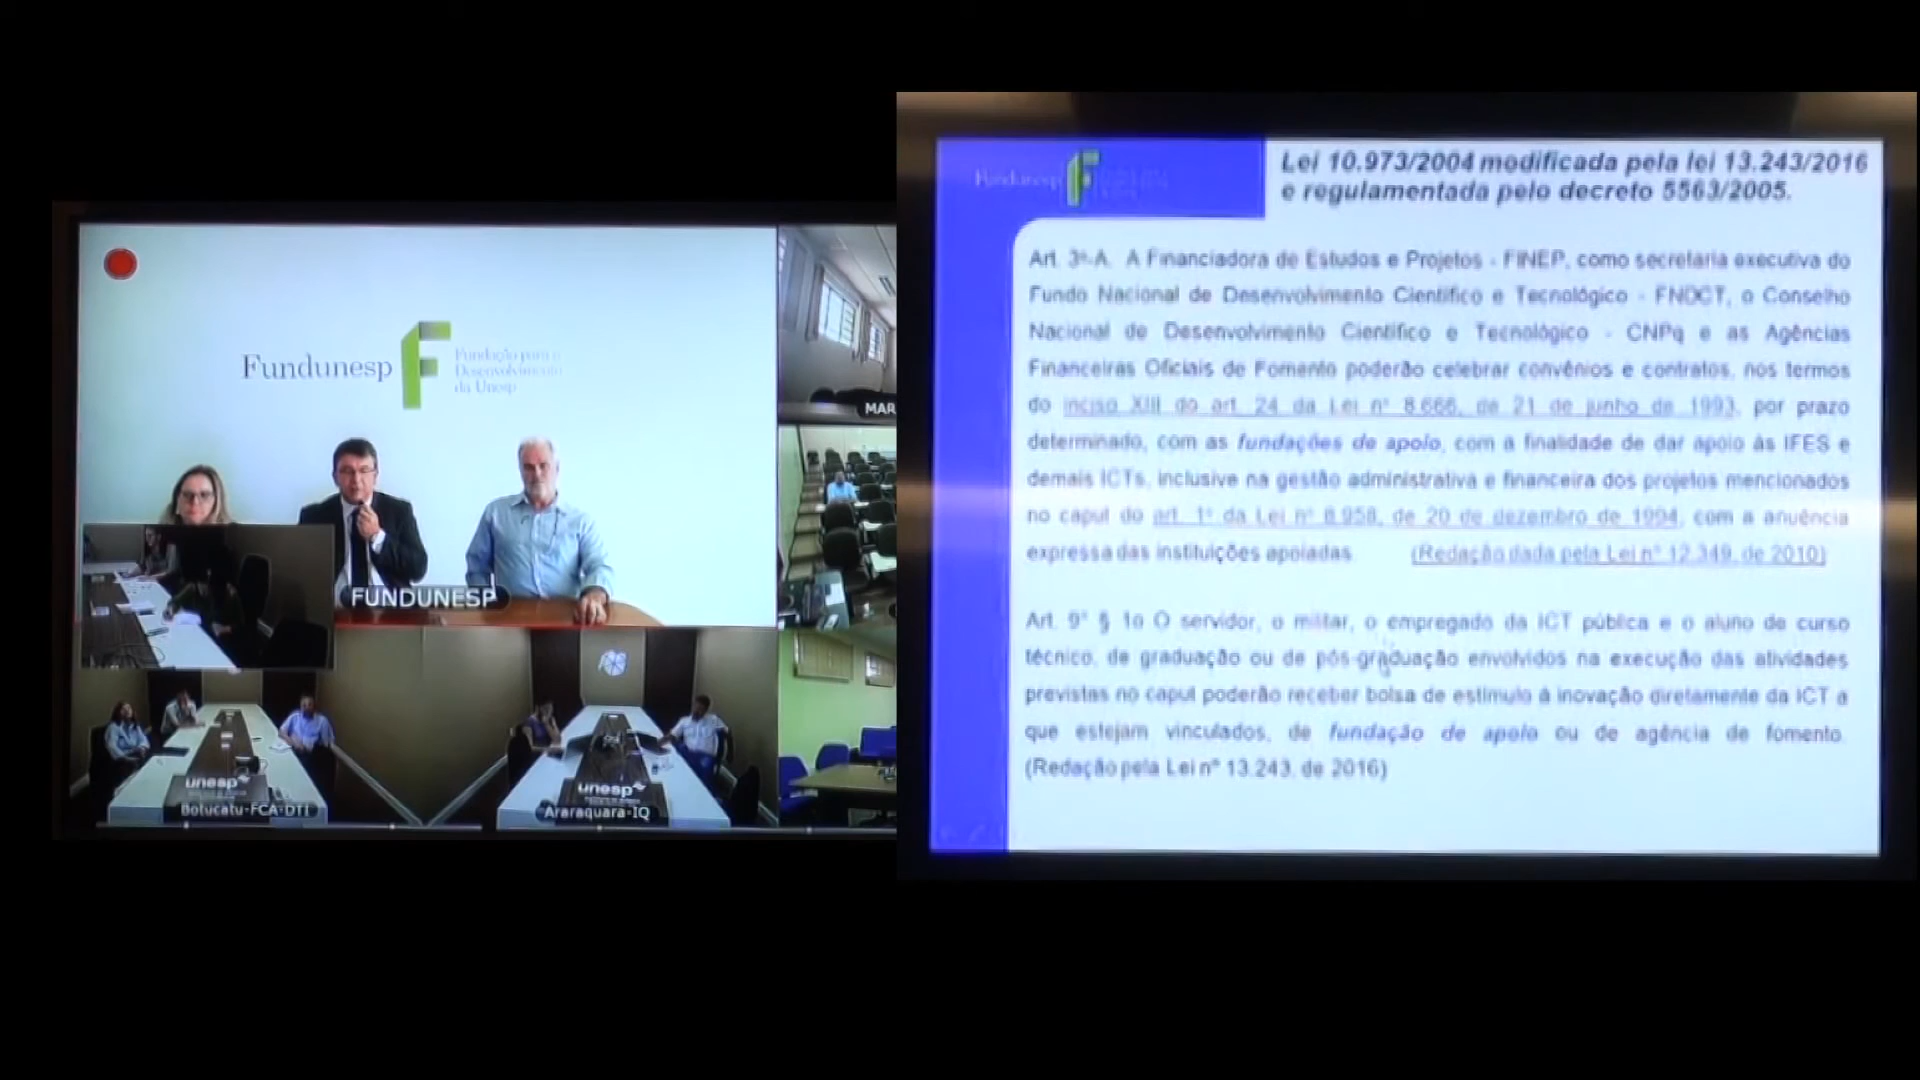 Fundunesp
Fundação para o
Desenvolvimento
da Unesp
MAR
FUNDUNESP
unesp
Botucatu-FCA-DTI
unesp
Araraquara-IQ
Fundunesp
Lei 10.973/2004 modificada pela lei 13.243/2016
e regulamentada pelo decreto 5563/2005.
Art. 3º-A. A Financiadora de Estudos e Projetos - FINEP, como secretaria executiva do
Fundo Nacional de Desenvolvimento Científico e Tecnológico - FNDCT, o Conselho
Nacional de Desenvolvimento Científico e Tecnológico - CNPq e as Agências
Financeiras Oficiais de Fomento poderão celebrar convênios e contratos, nos termos
do inciso XIII do art. 24 da Lei nº 8.666, de 21 de junho de 1993, por prazo
determinado, com as fundações de apoio, com a finalidade de dar apoio às IFES e
demais ICTs, inclusive na gestão administrativa e financeira dos projetos mencionados
no caput do art. 1º da Lei nº 8.958, de 20 de dezembro de 1994, com a anuência
expressa das instituições apoiadas. (Redação dada pela Lei nº 12.349, de 2010)
Art. 9º § 1o O servidor, o militar, o empregado da ICT pública e o aluno de curso
técnico, de graduação ou de pós-graduação envolvidos na execução das atividades
previstas no caput poderão receber bolsa de estímulo à inovação diretamente da ICT a
que estejam vinculados, de fundação de apoio ou de agência de fomento.
(Redação pela Lei nº 13.243, de 2016)